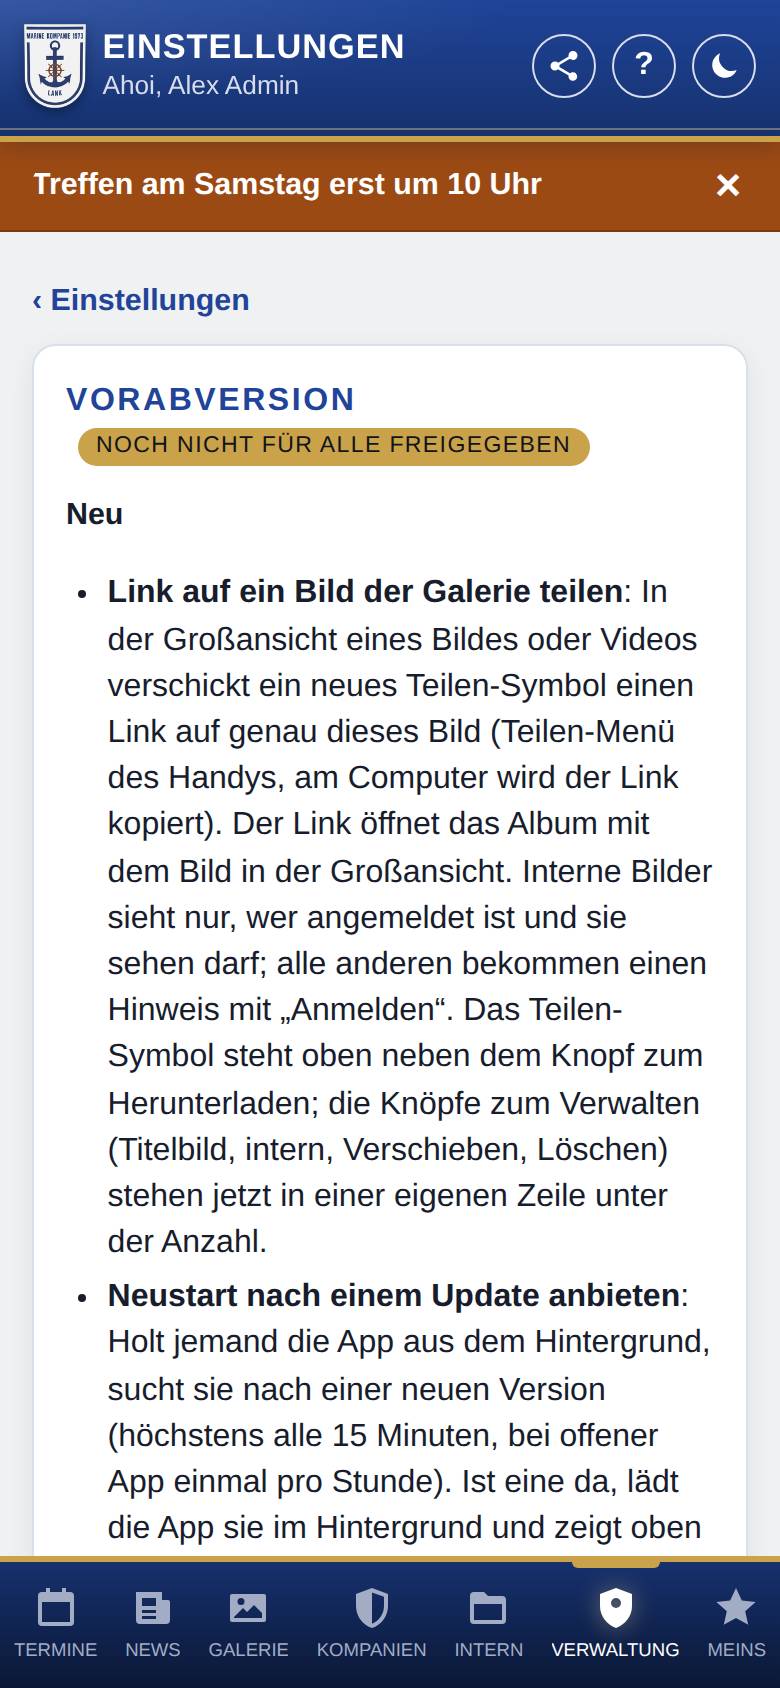 MARINE KOMPANIE 1973
LANK
EINSTELLUNGEN
Ahoi, Alex Admin
?
Treffen am Samstag erst um 10 Uhr
×
‹ Einstellungen
VORABVERSION
NOCH NICHT FÜR ALLE FREIGEGEBEN
Neu
• Link auf ein Bild der Galerie teilen: In
der Großansicht eines Bildes oder Videos
verschickt ein neues Teilen-Symbol einen
Link auf genau dieses Bild (Teilen-Menü
des Handys, am Computer wird der Link
kopiert). Der Link öffnet das Album mit
dem Bild in der Großansicht. Interne Bilder
sieht nur, wer angemeldet ist und sie
sehen darf; alle anderen bekommen einen
Hinweis mit „Anmelden“. Das Teilen-
Symbol steht oben neben dem Knopf zum
Herunterladen; die Knöpfe zum Verwalten
(Titelbild, intern, Verschieben, Löschen)
stehen jetzt in einer eigenen Zeile unter
der Anzahl.
• Neustart nach einem Update anbieten:
Holt jemand die App aus dem Hintergrund,
sucht sie nach einer neuen Version
(höchstens alle 15 Minuten, bei offener
App einmal pro Stunde). Ist eine da, lädt
die App sie im Hintergrund und zeigt oben
TERMINE NEWS GALERIE KOMPANIEN INTERN VERWALTUNG MEINS